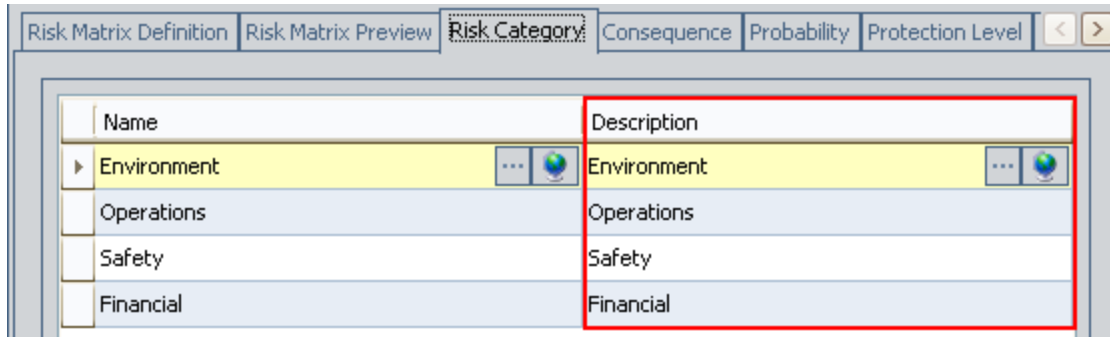 Risk Matrix Definition Risk Matrix Preview Risk Category Consequence Probability Protection Level
Name Description
Environment ... Environment ...
Operations Operations
Safety Safety
Financial Financial